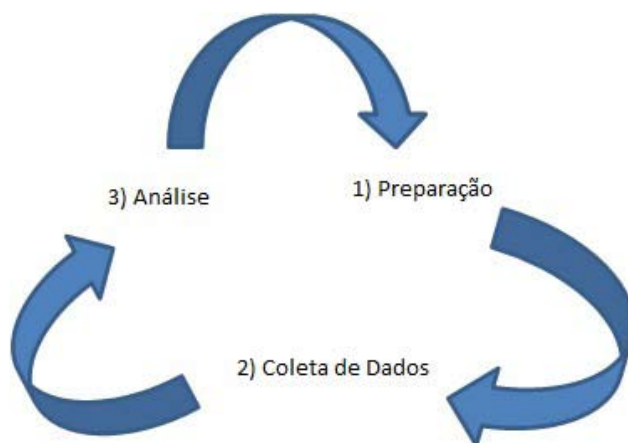 3) Análise
1) Preparação
2) Coleta de Dados